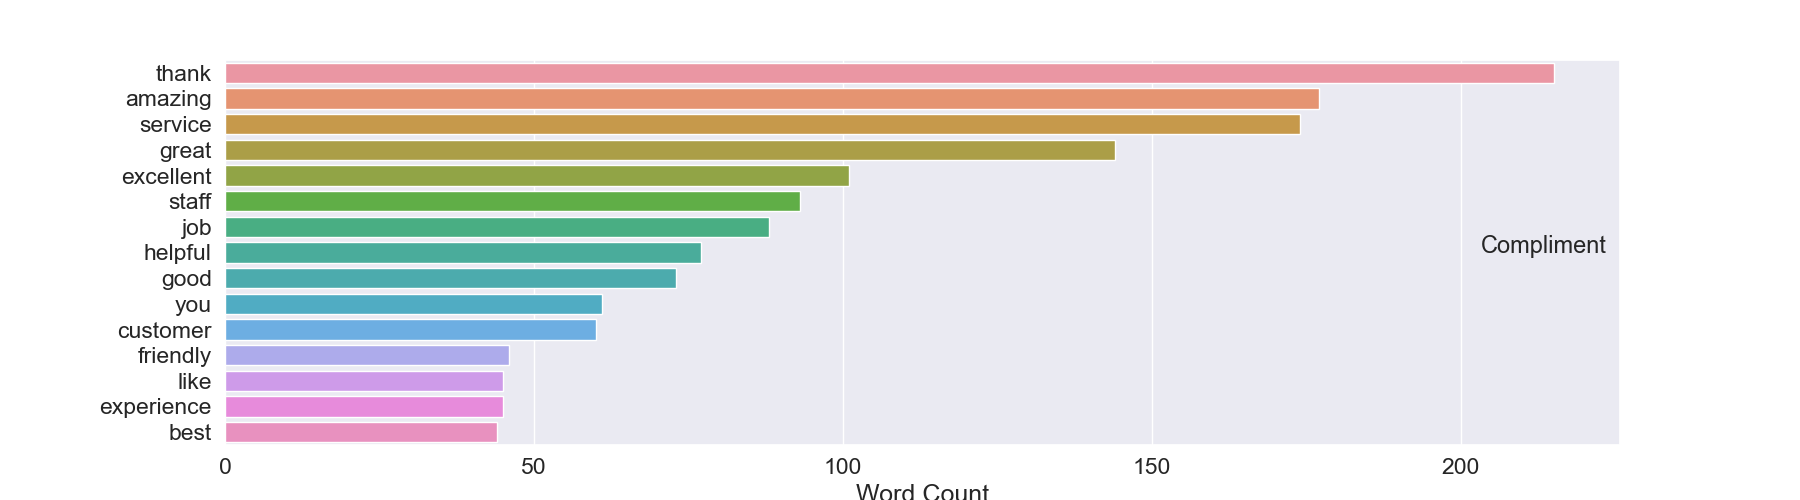 thank
amazing
service
great
excellent
staff
job
helpful
Compliment
good
you
customer
friendly
like
experience
best
0 50 100 150 200
Word Count